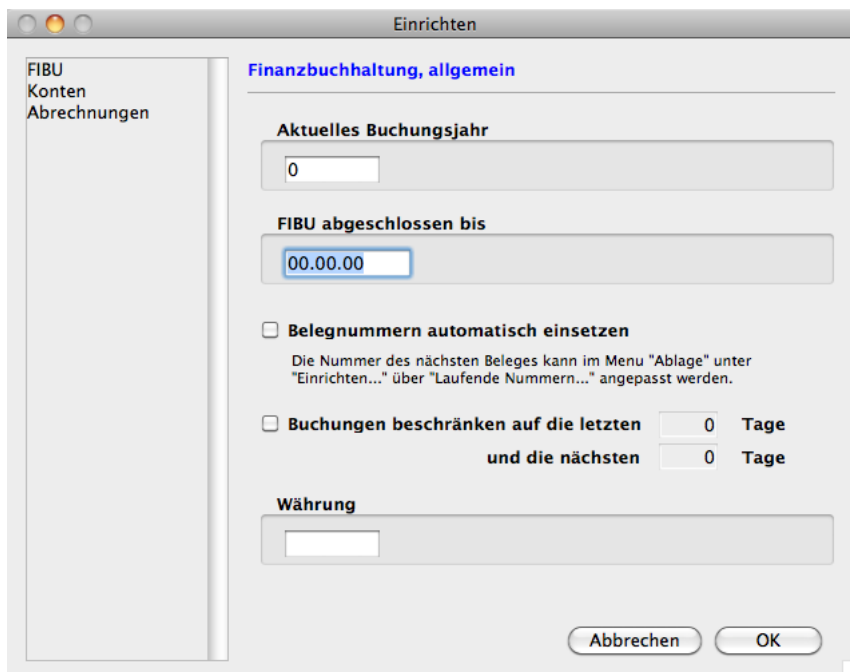 Einrichten
FIBU
Konten
Abrechnungen
Finanzbuchhaltung, allgemein
Aktuelles Buchungsjahr
0
FIBU abgeschlossen bis
00.00.00
Belegnummern automatisch einsetzen
Die Nummer des nächsten Beleges kann im Menu "Ablage" unter
"Einrichten..." über "Laufende Nummern..." angepasst werden.
Buchungen beschränken auf die letzten 0 Tage
und die nächsten 0 Tage
Währung
Abbrechen OK